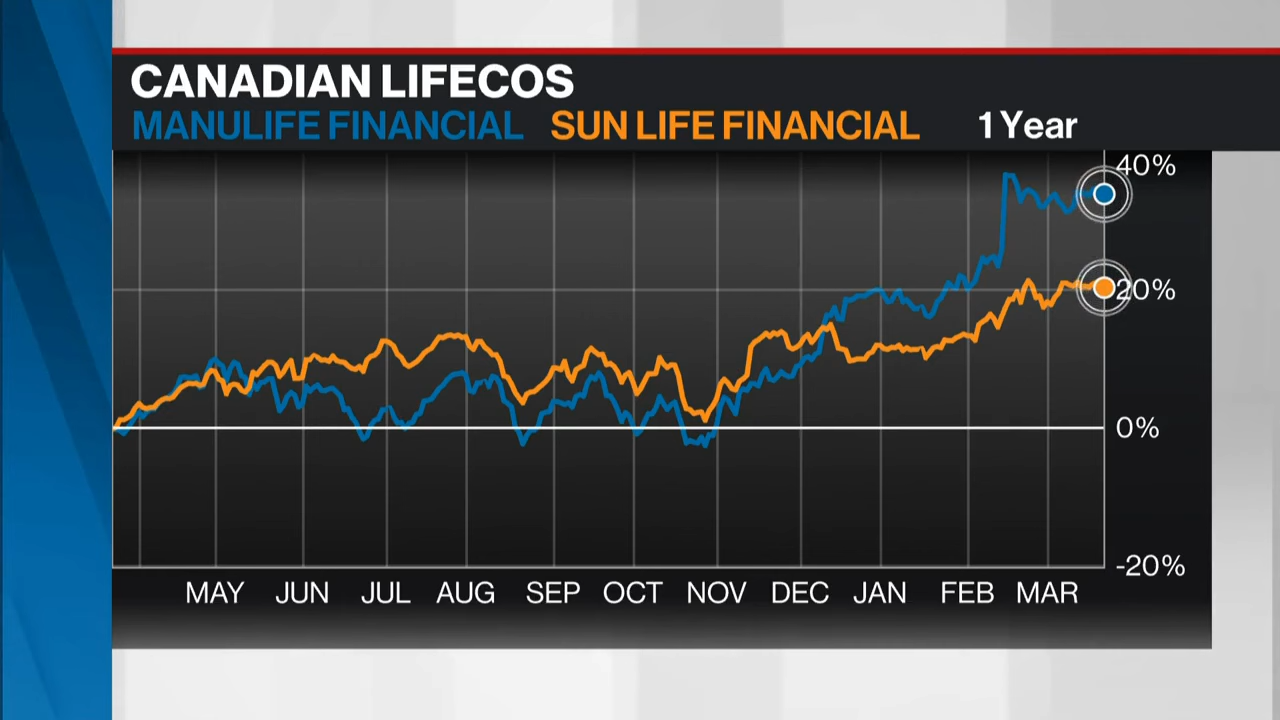 CANADIAN LIFECOS
MANULIFE FINANCIAL SUN LIFE FINANCIAL 1 Year
40%
20%
0%
-20%
MAY JUN JUL AUG SEP OCT NOV DEC JAN FEB MAR